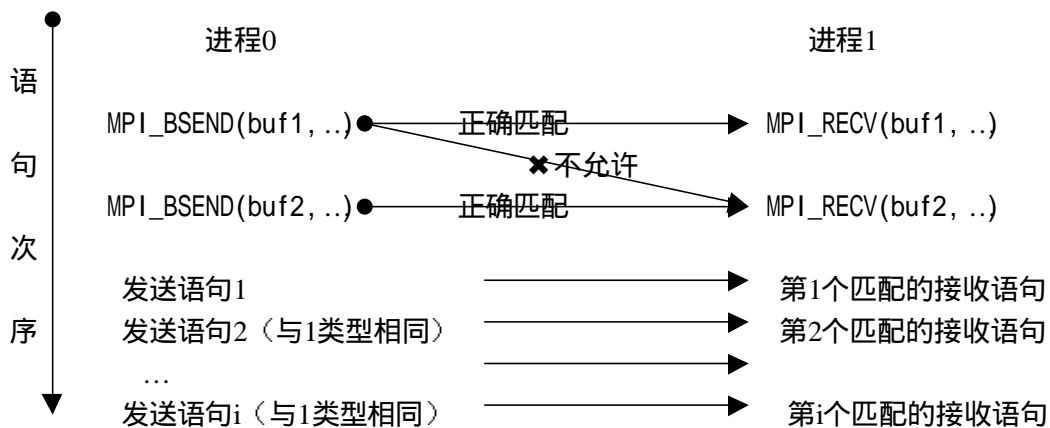 进程0 进程1
语
MPI_BSEND(buf1, ..) 正确匹配 MPI_RECV(buf1, ..)
句 ✖不允许
MPI_BSEND(buf2, ..) 正确匹配 MPI_RECV(buf2, ..)
次
发送语句1 第1个匹配的接收语句
序 发送语句2（与1类型相同） 第2个匹配的接收语句
…
发送语句i（与1类型相同） 第i个匹配的接收语句